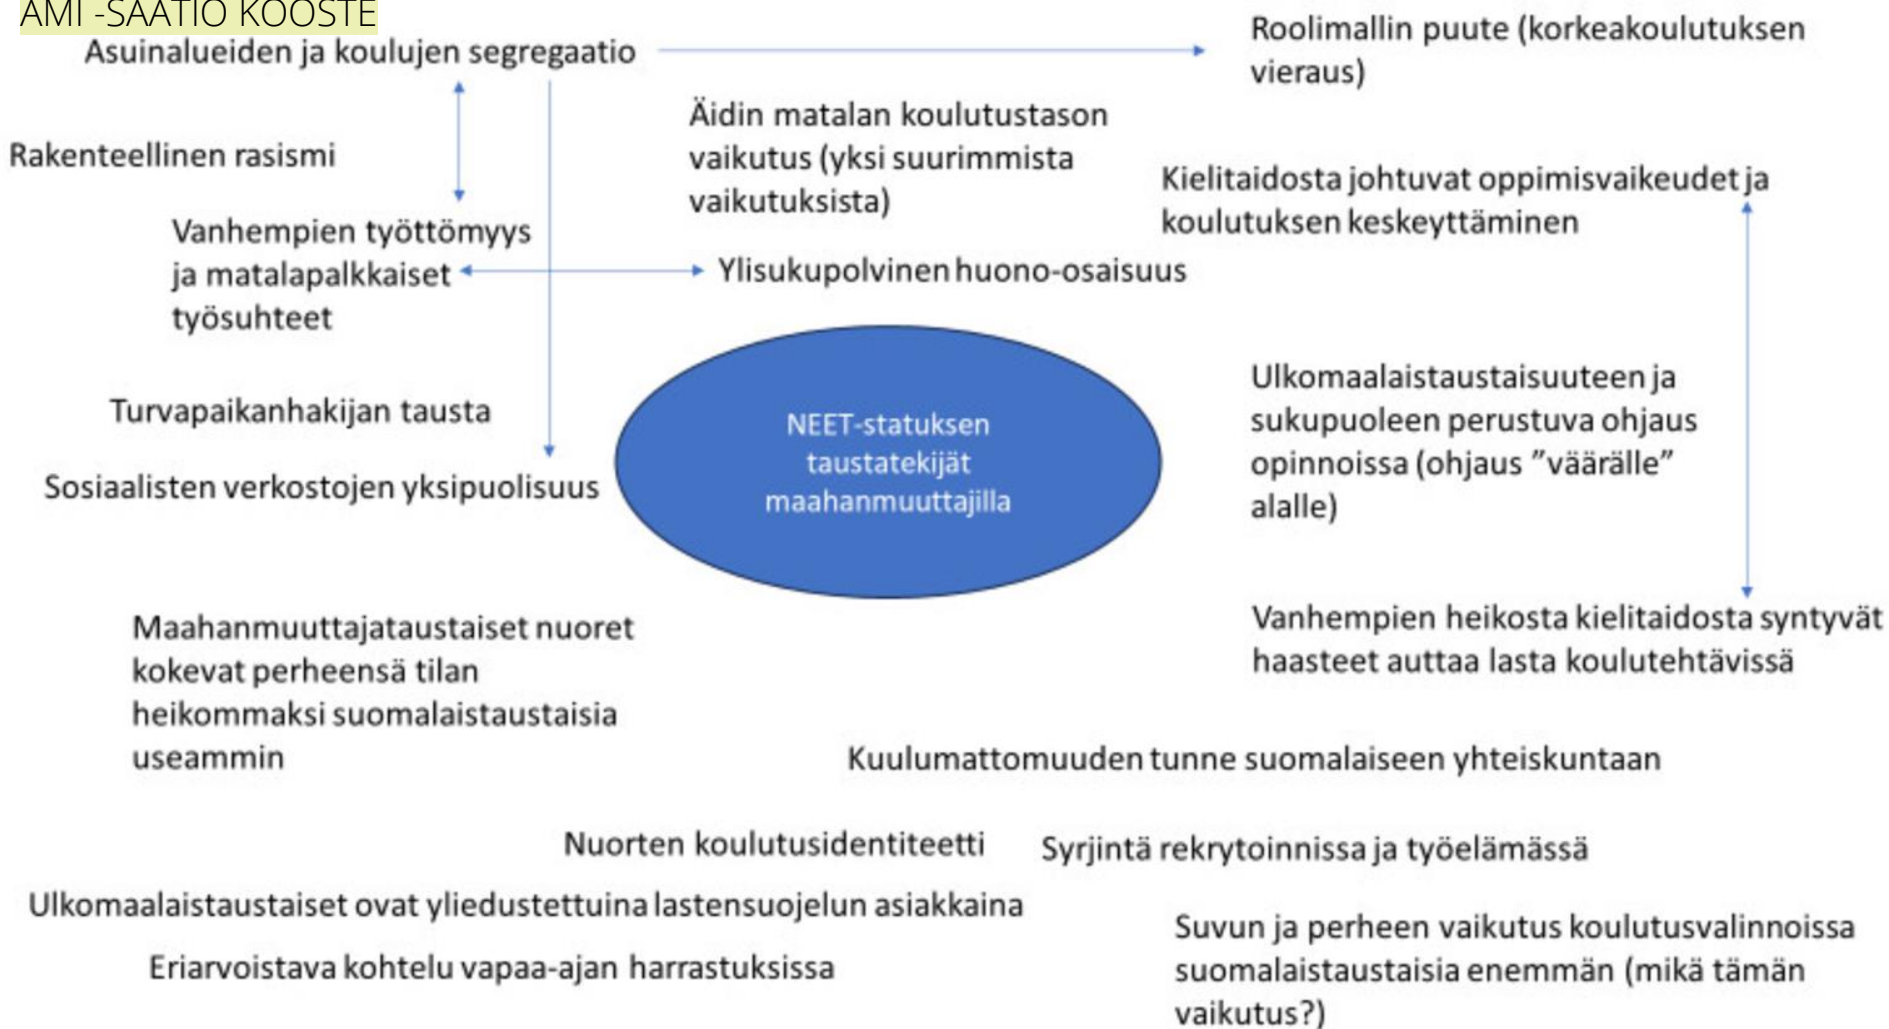 AMI -SÄÄTIÖ KOOSTE
Asuinalueiden ja koulujen segregaatio
Roolimallin puute (korkeakoulutuksen
vieraus)
Rakenteellinen rasismi
Äidin matalan koulutustason
vaikutus (yksi suurimmista
vaikutuksista)
Kielitaidosta johtuvat oppimisvaikeudet ja
koulutuksen keskeyttäminen
Vanhempien työttömyys
ja matalapalkkaiset
työsuhteet
Ylisukupolvinen huono-osaisuus
Turvapaikanhakijan tausta
Sosiaalisten verkostojen yksipuolisuus
NEET-statuksen
taustatekijät
maahanmuuttajilla
Ulkomaalaistaustaisuuteen ja
sukupuoleen perustuva ohjaus
opinnoissa (ohjaus ”väärälle”
alalle)
Vanhempien heikosta kielitaidosta syntyvät
haasteet auttaa lasta koulutehtävissä
Maahanmuuttajataustaiset nuoret
kokevat perheensä tilan
heikommaksi suomalaistaustaisia
useammin
Kuulumattomuuden tunne suomalaiseen yhteiskuntaan
Nuorten koulutusidentiteetti
Syrjintä rekrytoinnissa ja työelämässä
Ulkomaalaistaustaiset ovat yliedustettuina lastensuojelun asiakkaina
Eriarvoistava kohtelu vapaa-ajan harrastuksissa
Suvun ja perheen vaikutus koulutusvalinnoissa
suomalaistaustaisia enemmän (mikä tämän
vaikutus?)